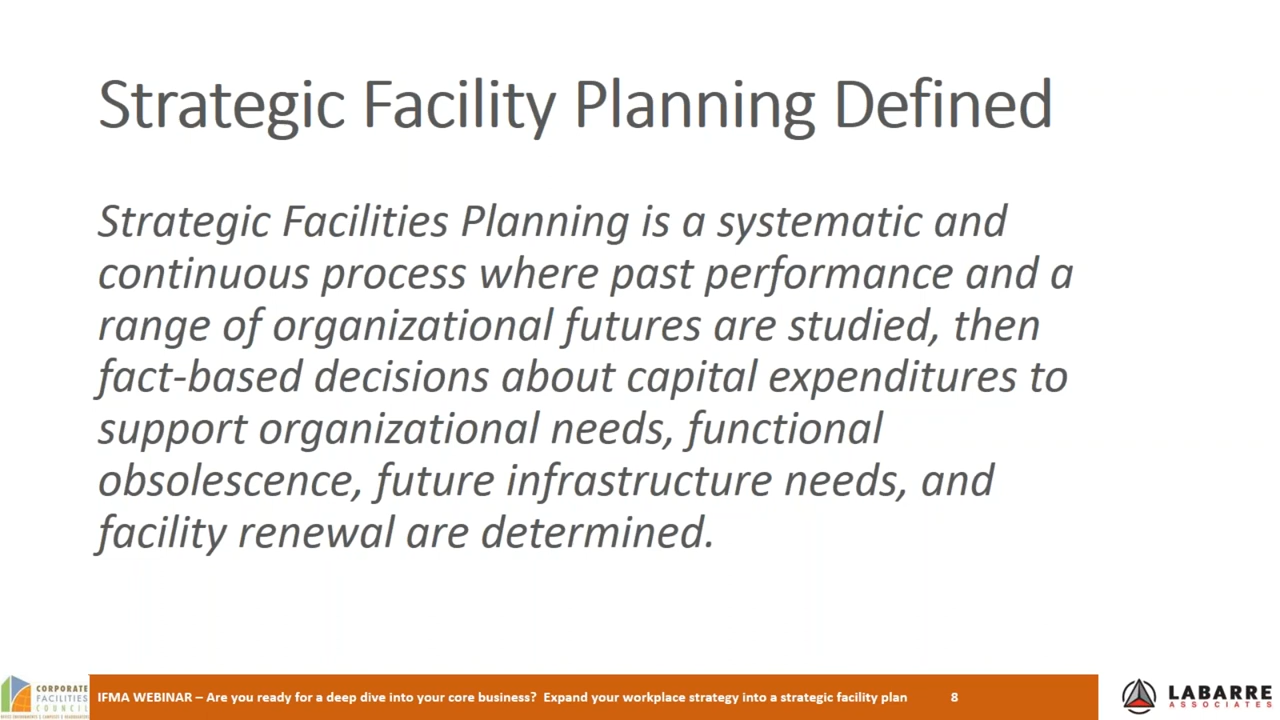 Strategic Facility Planning Defined
Strategic Facilities Planning is a systematic and
continuous process where past performance and a
range of organizational futures are studied, then
fact-based decisions about capital expenditures to
support organizational needs, functional
obsolescence, future infrastructure needs, and
facility renewal are determined.
CORPORATE
FACILITIES
COUNCIL
IFMA WEBINAR – Are you ready for a deep dive into your core business? Expand your workplace strategy into a strategic facility plan
8
LABARRE
ASSOCIATES